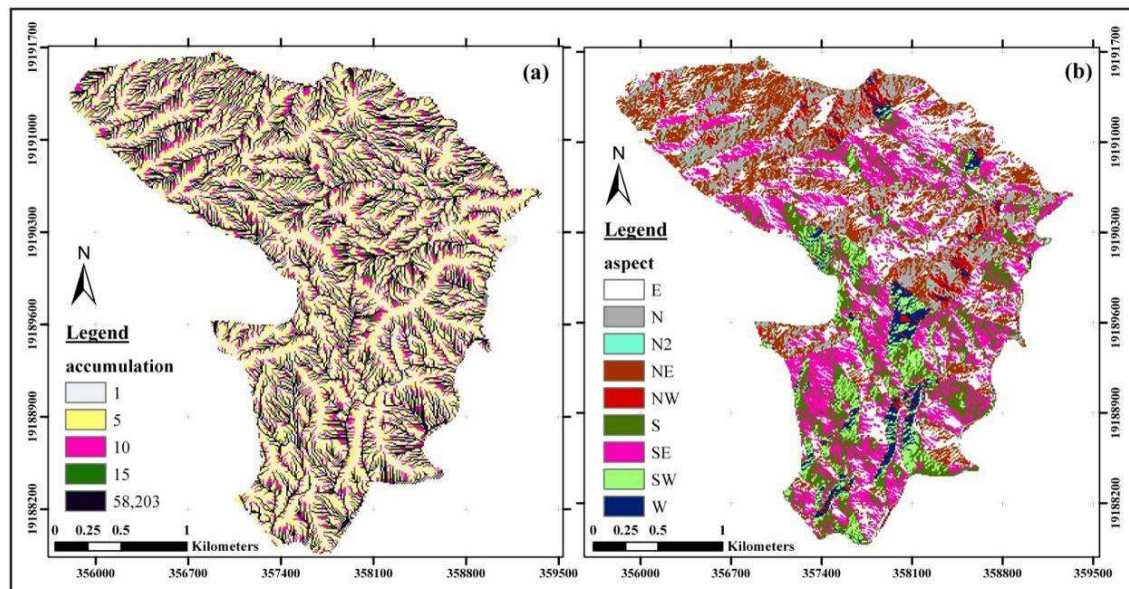 (a)
19191700
19191000
19190300
19189600
19188900
19188200
N
Legend
accumulation
1
5
10
15
58,203
0 0.25 0.5 1
Kilometers
356000 356700 357400 358100 358800 359500
(b)
19191700
19191000
19190300
19189600
19188900
19188200
N
Legend
aspect
E
N
N2
NE
NW
S
SE
SW
W
0 0.25 0.5 1
Kilometers
356000 356700 357400 358100 358800 359500